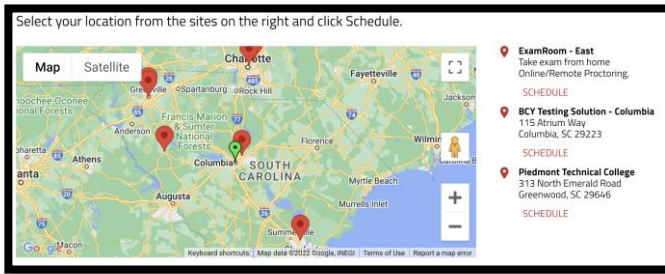 Select your location from the sites on the right and click Schedule.
Map
Satellite
Charlotte
Fayetteville
Greenville
Spartanburg
Rock Hill
Jackson
Francis Marion
& Sumter
National
Forests
Anderson
Athens
Columbia
Florence
SOUTH
CAROLINA
Myrtle Beach
Augusta
Murrells Inlet
Macon
Google
Keyboard shortcuts
Map data ©2022 Google, INEGI
Terms of Use
Report a map error
ExamRoom - East
Take exam from home
Online/Remote Proctoring,
SCHEDULE
BCY Testing Solution - Columbia
115 Atrium Way
Columbia, SC 29223
SCHEDULE
Piedmont Technical College
313 North Emerald Road
Greenwood, SC 29646
SCHEDULE